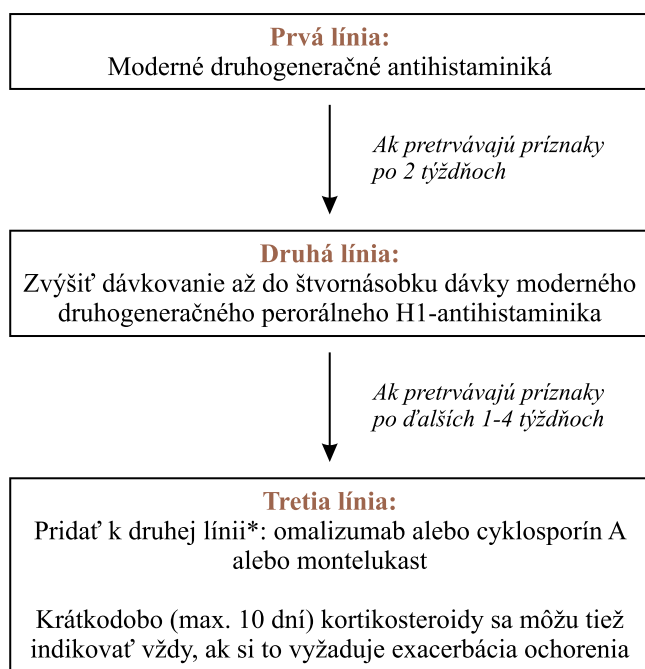 Prvá línia:
Moderné druhogeneračné antihistaminiká
Ak pretrvávajú príznaky
po 2 týždňoch
Druhá línia:
Zvýšiť dávkovanie až do štvornásobku dávky moderného
druhogeneračného perorálneho H1-antihistaminika
Ak pretrvávajú príznaky
po ďalších 1-4 týždňoch
Tretia línia:
Pridať k druhej línii*: omalizumab alebo cyklosporín A
alebo montelukast
Krátkodobo (max. 10 dní) kortikosteroidy sa môžu tiež
indikovať vždy, ak si to vyžaduje exacerbácia ochorenia